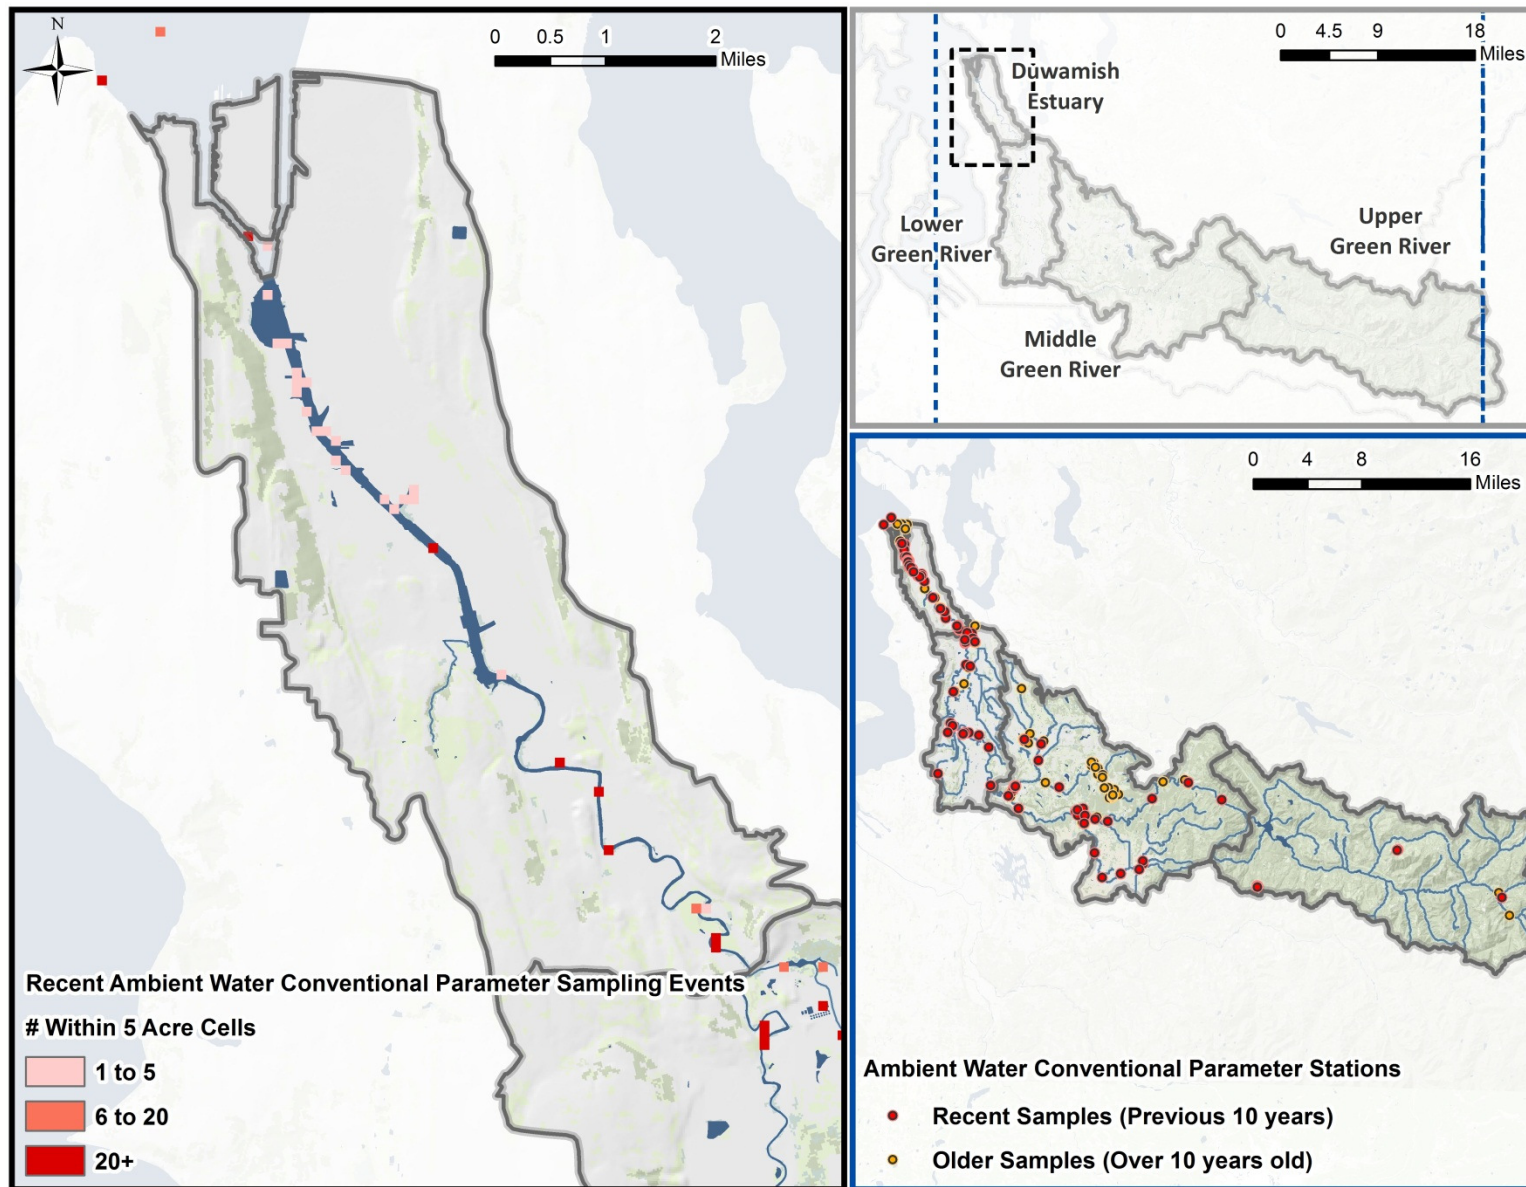 N
0 0.5 1 2
Miles
Recent Ambient Water Conventional Parameter Sampling Events
# Within 5 Acre Cells
1 to 5
6 to 20
20+
0 4.5 9 18
Miles
Duwamish
Estuary
Lower
Green River
Upper
Green River
Middle
Green River
0 4 8 16
Miles
Ambient Water Conventional Parameter Stations
Recent Samples (Previous 10 years)
Older Samples (Over 10 years old)